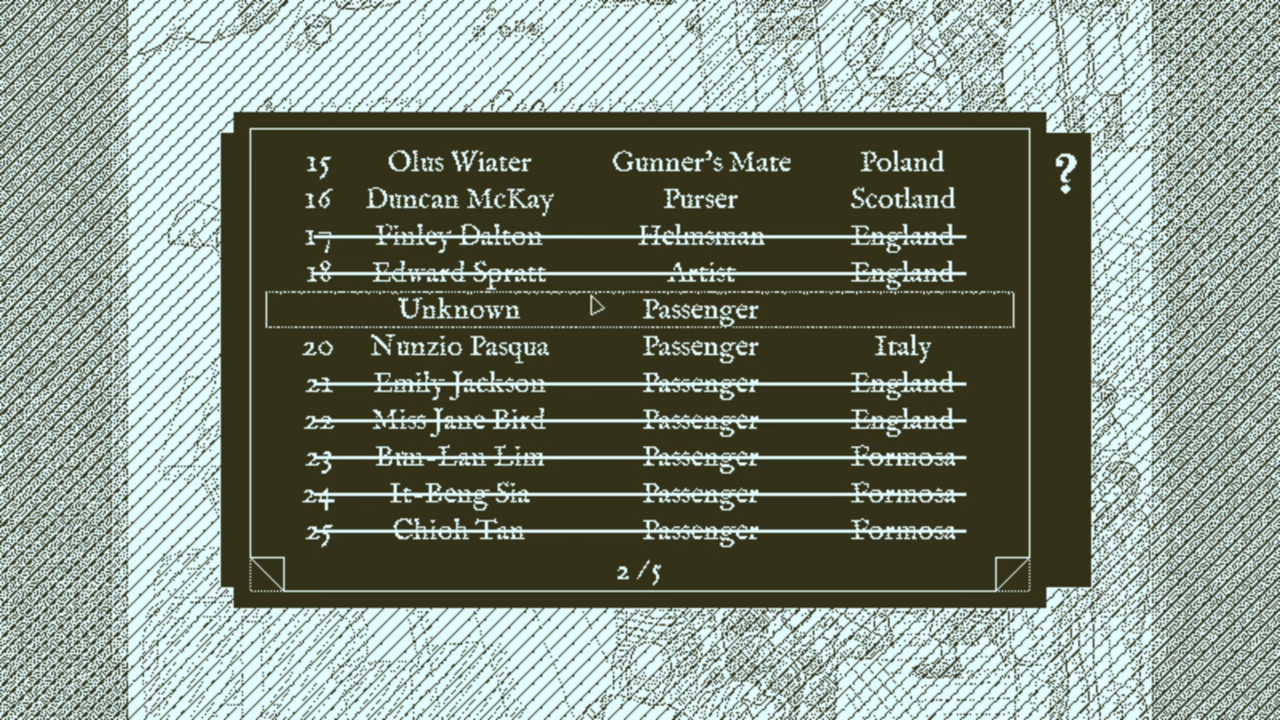 15 Olus Wiater Gunner's Mate Poland
?
16 Duncan McKay Purser Scotland
17 Finley Dalton Helmsman England
18 Edward Spratt Artist England
Unknown Passenger
20 Nunzio Pasqua Passenger Italy
21 Emily Jackson Passenger England
22 Miss Jane Bird Passenger England
23 Bun-Lan Lim Passenger Formosa
24 It-Beng Sia Passenger Formosa
25 Chioh Tan Passenger Formosa
2 / 5